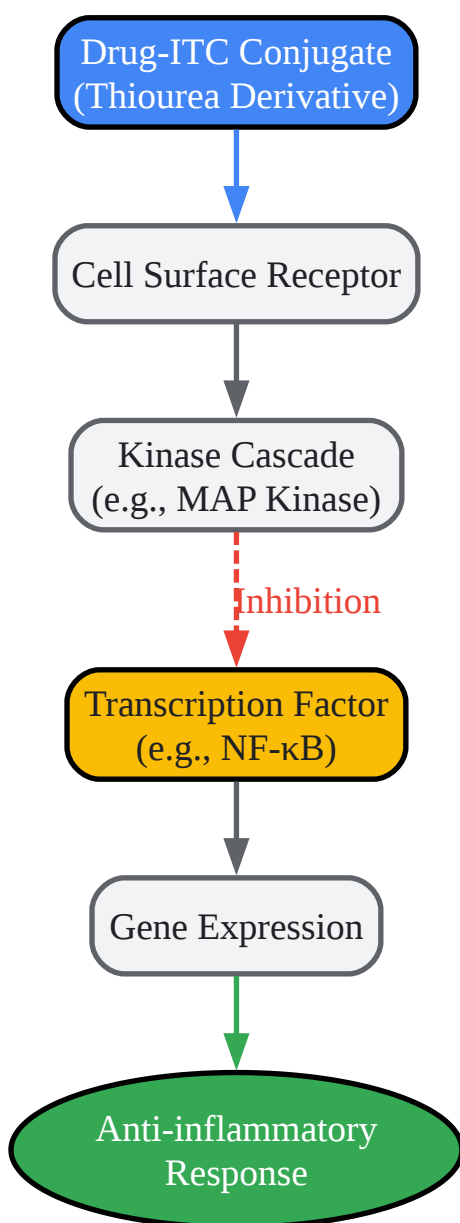 Drug-ITC Conjugate
(Thiourea Derivative)
Cell Surface Receptor
Kinase Cascade
(e.g., MAP Kinase)
Inhibition
Transcription Factor
(e.g., NF-κB)
Gene Expression
Anti-inflammatory
Response